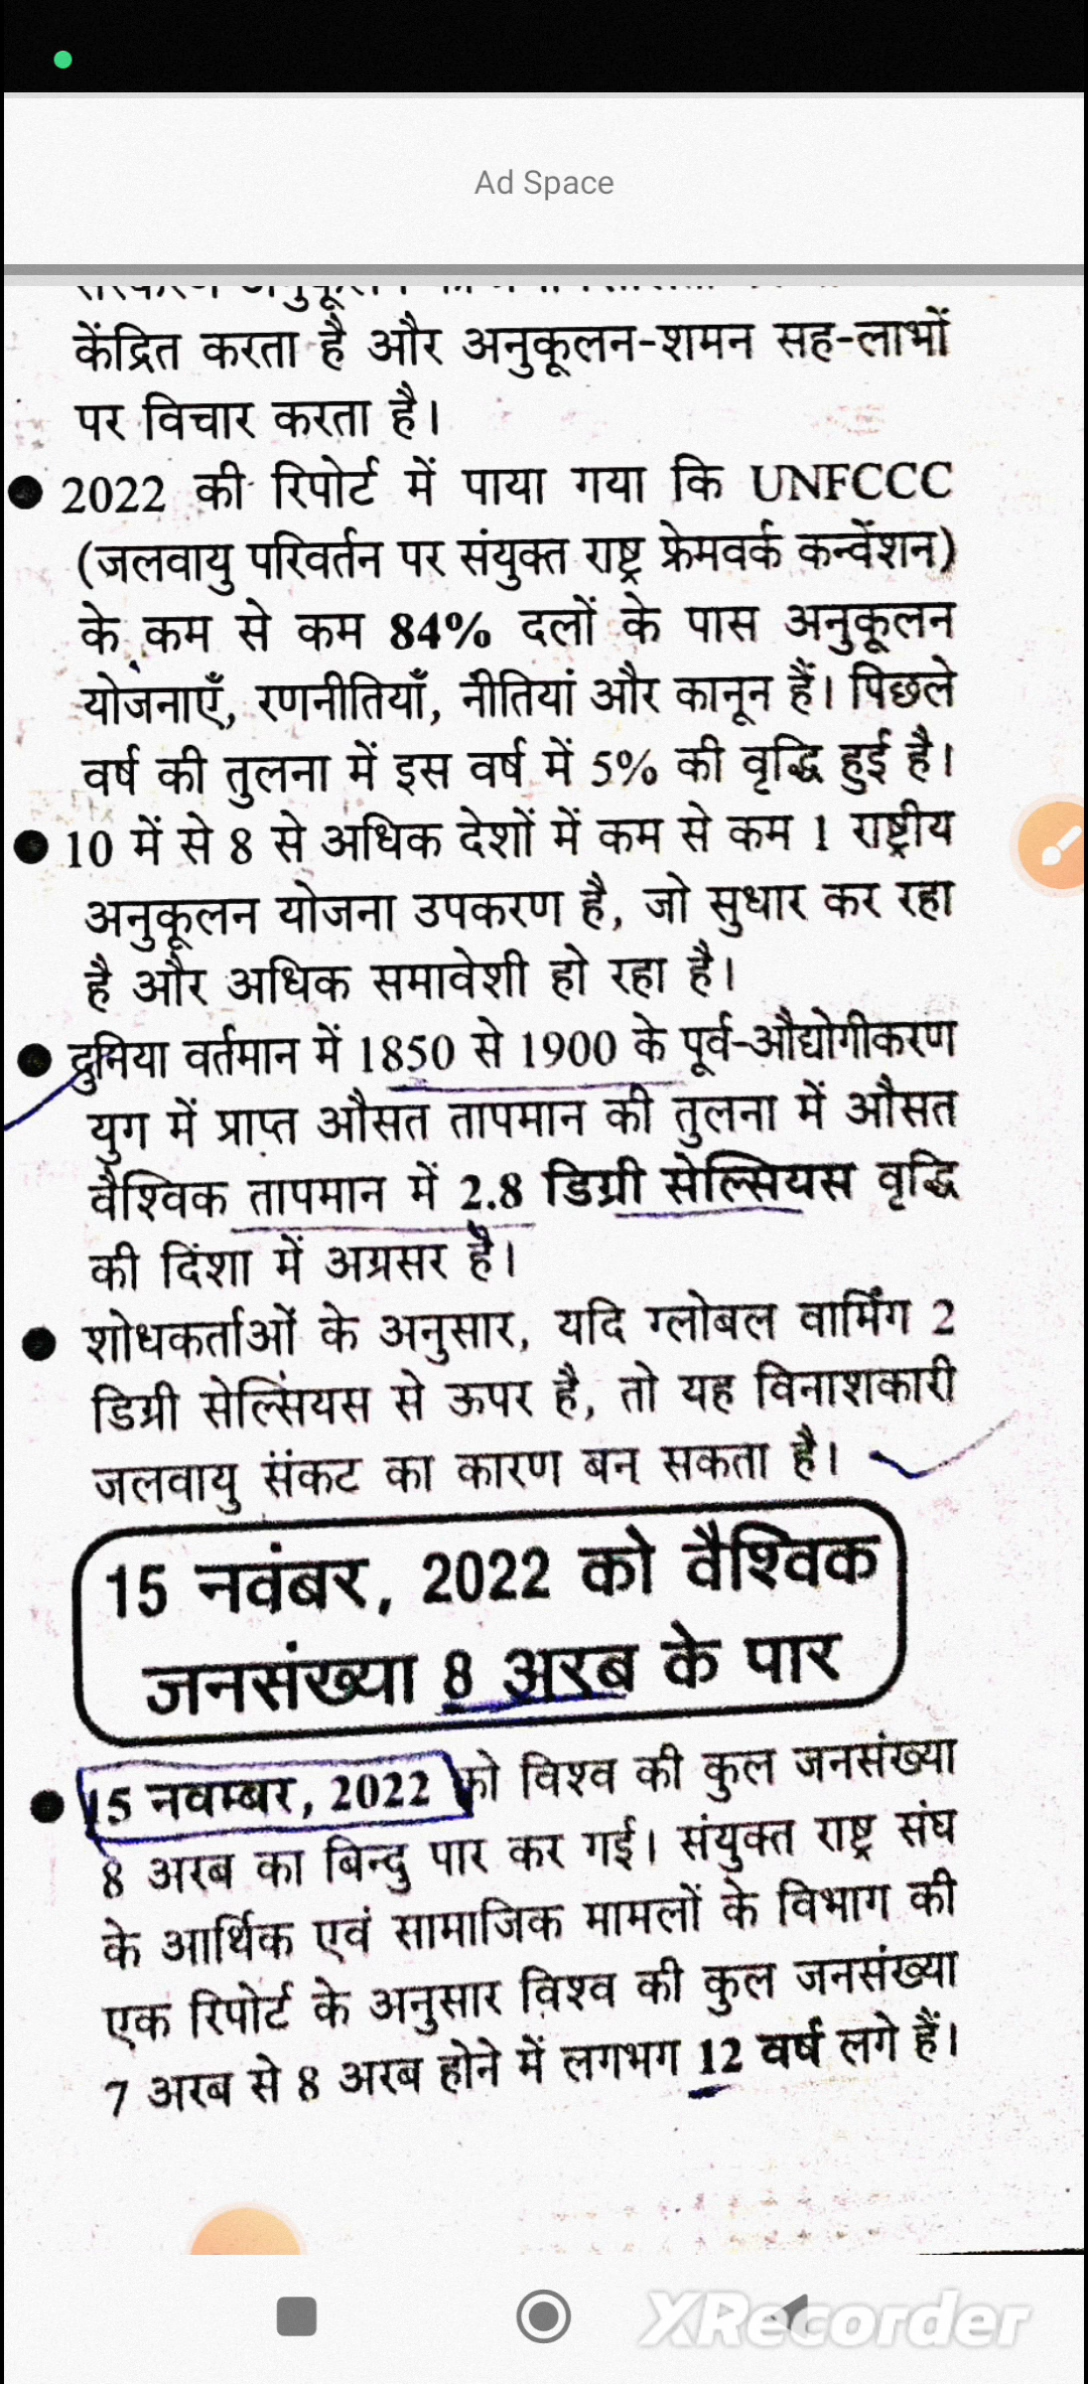 Ad Space
केंद्रित करता है और अनुकूलन-शमन सह-लाभों
पर विचार करता है।
● 2022 की रिपोर्ट में पाया गया कि UNFCCC
(जलवायु परिवर्तन पर संयुक्त राष्ट्र फ्रेमवर्क कन्वेंशन)
के कम से कम 84% दलों के पास अनुकूलन
योजनाएँ, रणनीतियाँ, नीतियां और कानून हैं। पिछले
वर्ष की तुलना में इस वर्ष में 5% की वृद्धि हुई है।
● 10 में से 8 से अधिक देशों में कम से कम 1 राष्ट्रीय
अनुकूलन योजना उपकरण है, जो सुधार कर रहा
है और अधिक समावेशी हो रहा है।
● दुनिया वर्तमान में 1850 से 1900 के पूर्व-औद्योगीकरण
युग में प्राप्त औसत तापमान की तुलना में औसत
वैश्विक तापमान में 2.8 डिग्री सेल्सियस वृद्धि
की दिंशा में अग्रसर है।
● शोधकर्ताओं के अनुसार, यदि ग्लोबल वार्मिंग 2
डिग्री सेल्सियस से ऊपर है, तो यह विनाशकारी
जलवायु संकट का कारण बन सकता है।
15 नवंबर, 2022 को वैश्विक
जनसंख्या 8 अरब के पार
● 15 नवम्बर, 2022 को विश्व की कुल जनसंख्या
8 अरब का बिन्दु पार कर गई। संयुक्त राष्ट्र संघ
के आर्थिक एवं सामाजिक मामलों के विभाग की
एक रिपोर्ट के अनुसार विश्व की कुल जनसंख्या
7 अरब से 8 अरब होने में लगभग 12 वर्ष लगे हैं।
XRecorder